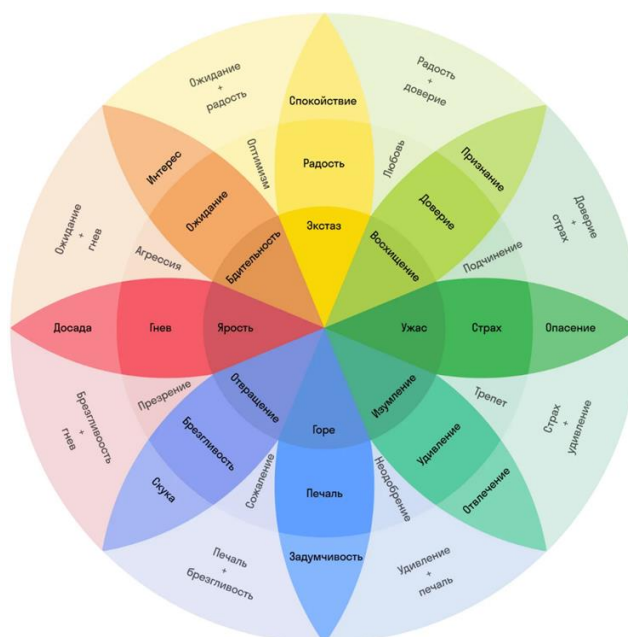 Ожидание
+
радость
Спокойствие
Радость
+
доверие
Оптимизм
Радость
Любовь
Интерес
Признание
Ожидание
Доверие
Экстаз
Бдительность
Восхищение
Ожидание
+
гнев
Агрессия
Подчинение
Доверие
+
страх
Досада
Гнев
Ярость
Ужас
Страх
Опасение
Брезгливоость
+
гнев
Презрение
Отвращение
Изумление
Трепет
Страх
+
удивление
Горе
Брезгливость
Удивление
Скука
Сожаление
Печаль
Неодобрение
Отвлечение
Печаль
+
брезгливость
Задумчивость
Удивление
+
печаль